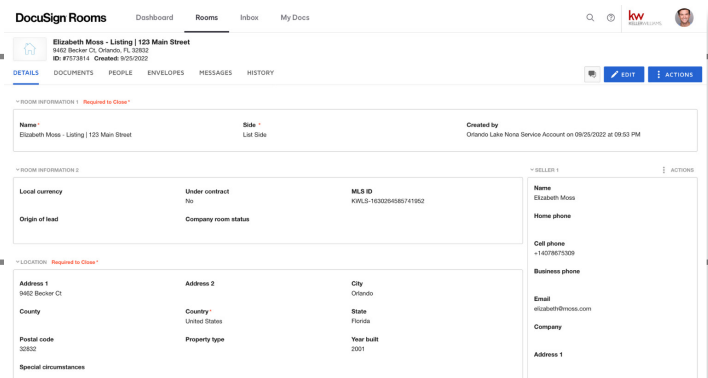 DocuSign Rooms Dashboard Rooms Inbox My Docs kw KELLERWILLIAMS.
Elizabeth Moss - Listing | 123 Main Street
9462 Becker Ct, Orlando, FL 32832
ID: #7573814 Created: 9/25/2022
DETAILS DOCUMENTS PEOPLE ENVELOPES MESSAGES HISTORY EDIT ACTIONS
ROOM INFORMATION 1 Required to Close*
Name* Side * Created by
Elizabeth Moss - Listing | 123 Main Street List Side Orlando Lake Nona Service Account on 09/25/2022 at 09:53 PM
ROOM INFORMATION 2
Local currency Under contract MLS ID
No KWLS-1630264585741952
Origin of lead Company room status
LOCATION Required to Close*
Address 1 Address 2 City
9462 Becker Ct Orlando
County Country* State
United States Florida
Postal code Property type Year built
32832 2001
Special circumstances
SELLER 1 ACTIONS
Name
Elizabeth Moss
Home phone
Cell phone
+14078675309
Business phone
Email
elizabeth@moss.com
Company
Address 1